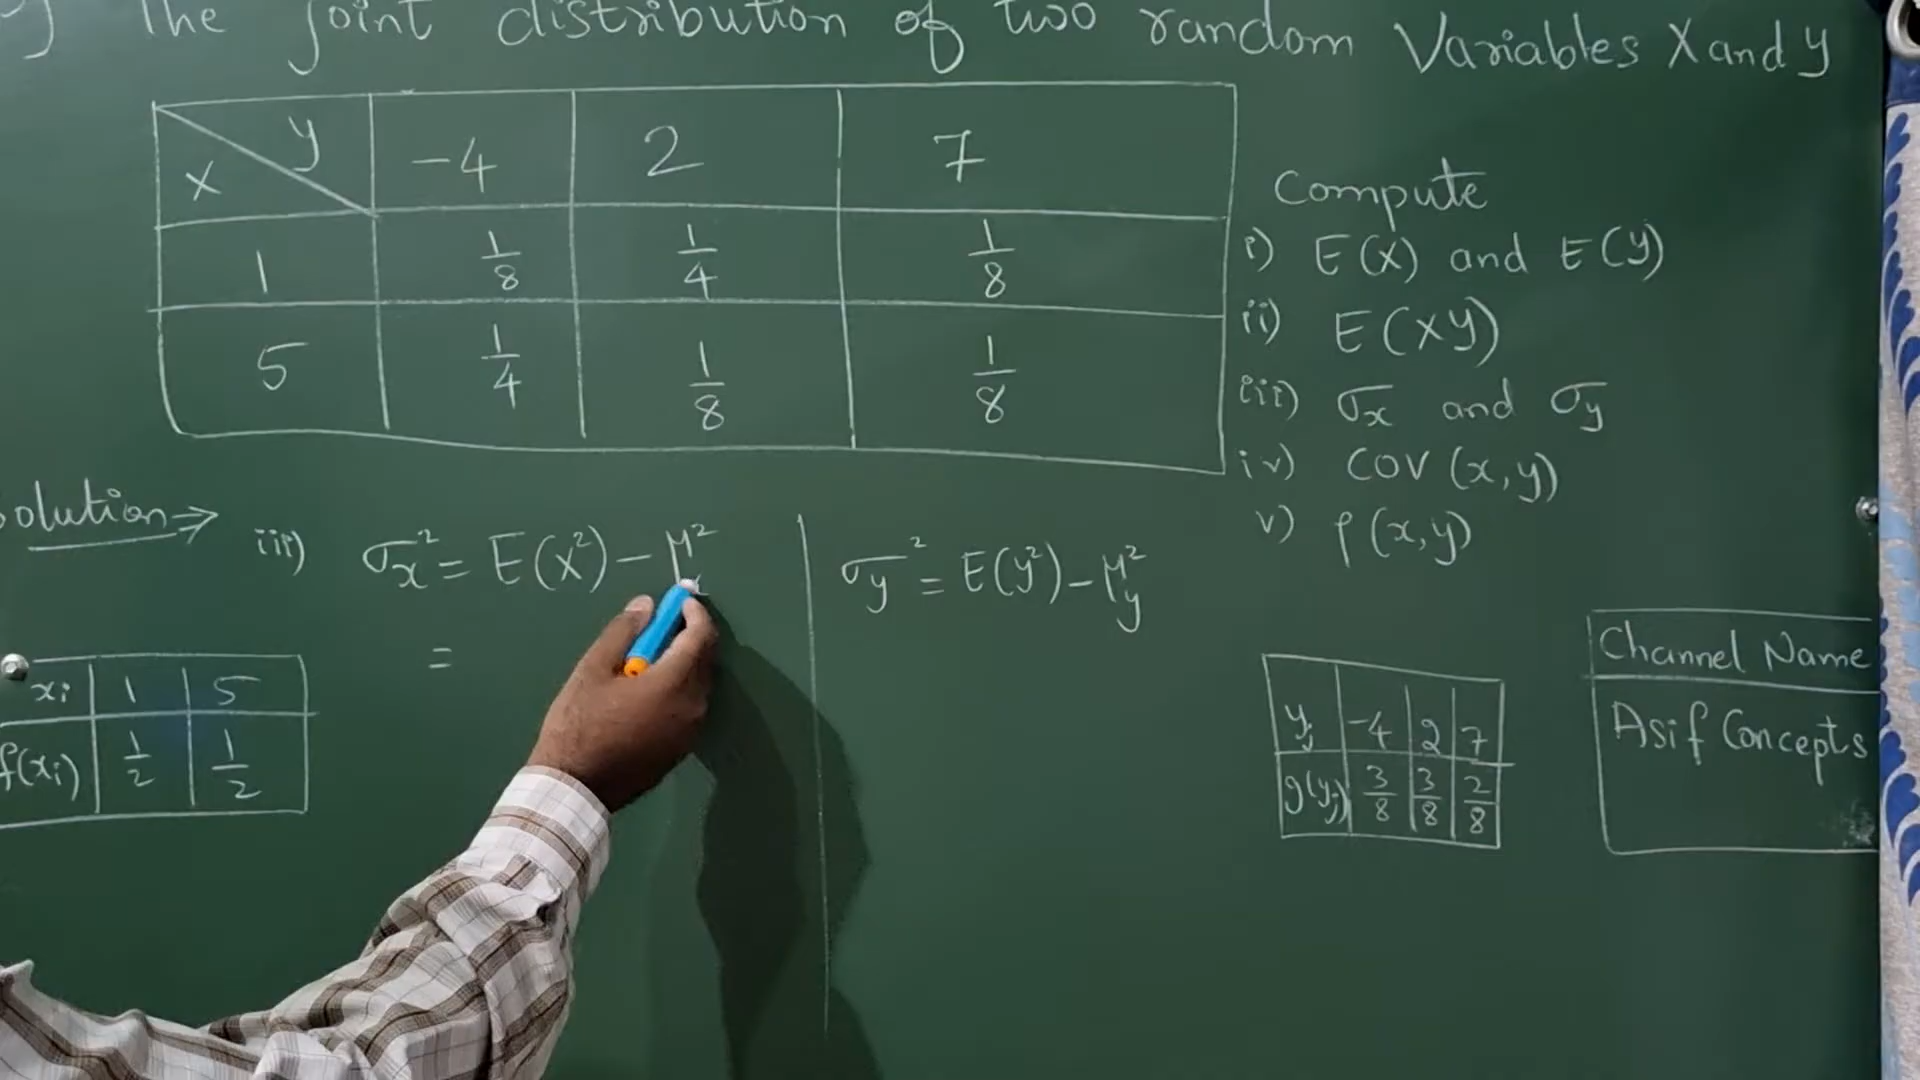 The joint distribution of two random Variables X and Y
x y -4 2 7
1 1/8 1/4 1/8
5 1/4 1/8 1/8
Compute
i) E(X) and E(Y)
ii) E(XY)
iii) σx and σy
iv) COV(x,y)
v) ρ(x,y)
Solution⇒
iii) σx² = E(x²) - μx²
=
σy² = E(y²) - μy²
xi 1 5
f(xi) 1/2 1/2
yj -4 2 7
g(yj) 3/8 3/8 2/8
Channel Name
Asif Concepts